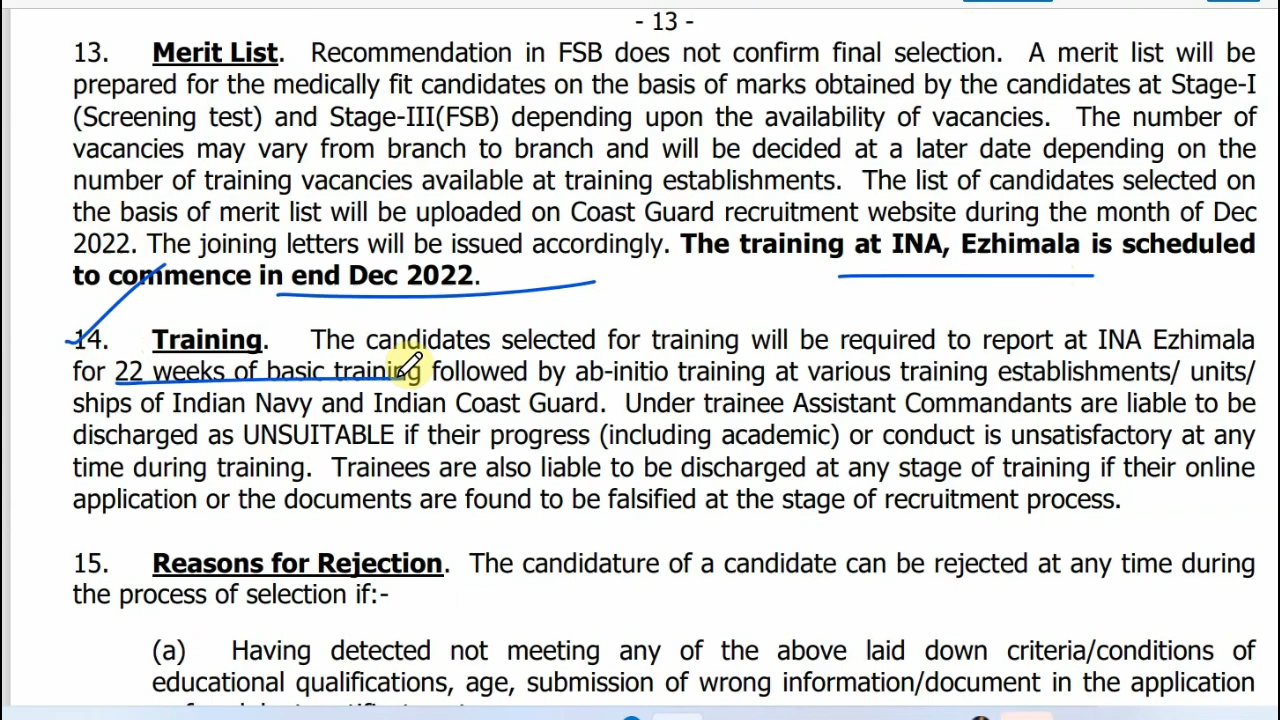 - 13 -
13. Merit List. Recommendation in FSB does not confirm final selection. A merit list will be
prepared for the medically fit candidates on the basis of marks obtained by the candidates at Stage-I
(Screening test) and Stage-III(FSB) depending upon the availability of vacancies. The number of
vacancies may vary from branch to branch and will be decided at a later date depending on the
number of training vacancies available at training establishments. The list of candidates selected on
the basis of merit list will be uploaded on Coast Guard recruitment website during the month of Dec
2022. The joining letters will be issued accordingly. The training at INA, Ezhimala is scheduled
to commence in end Dec 2022.
14. Training. The candidates selected for training will be required to report at INA Ezhimala
for 22 weeks of basic training followed by ab-initio training at various training establishments/ units/
ships of Indian Navy and Indian Coast Guard. Under trainee Assistant Commandants are liable to be
discharged as UNSUITABLE if their progress (including academic) or conduct is unsatisfactory at any
time during training. Trainees are also liable to be discharged at any stage of training if their online
application or the documents are found to be falsified at the stage of recruitment process.
15. Reasons for Rejection. The candidature of a candidate can be rejected at any time during
the process of selection if:-
(a) Having detected not meeting any of the above laid down criteria/conditions of
educational qualifications, age, submission of wrong information/document in the application